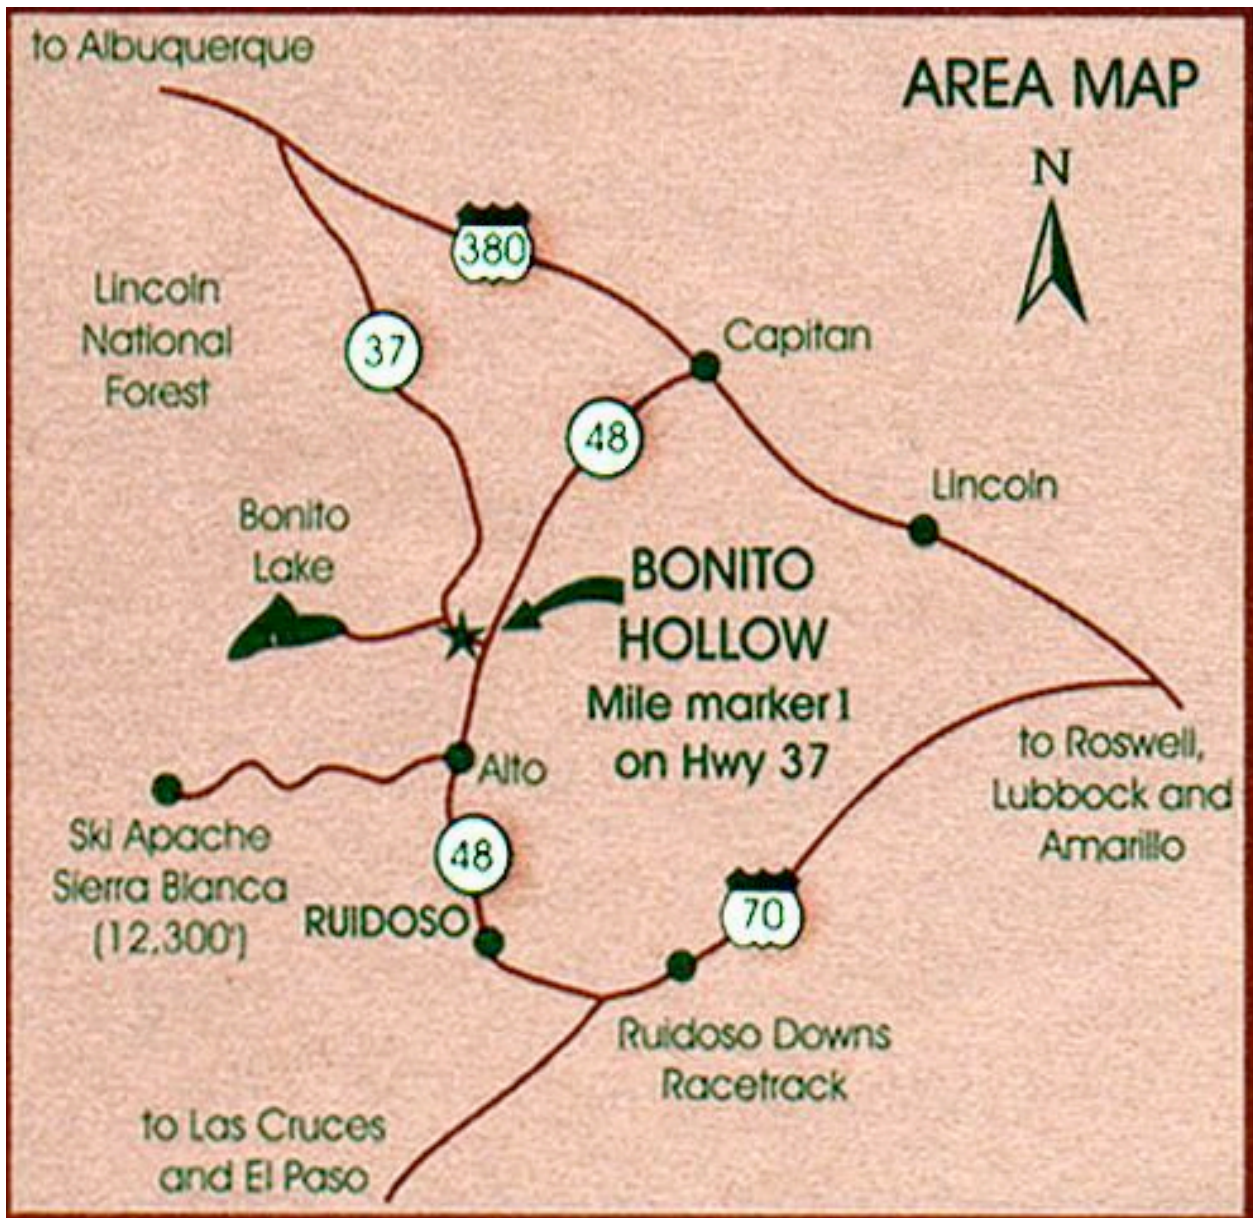 to Albuquerque
AREA MAP
N
380
Lincoln
National
Forest
37
Capitan
48
Lincoln
Bonito
Lake
BONITO
HOLLOW
Mile marker 1
on Hwy 37
Alto
to Roswell,
Lubbock and
Amarillo
Ski Apache
Sierra Blanca
(12,300')
48
RUIDOSO
70
Ruidoso Downs
Racetrack
to Las Cruces
and El Paso